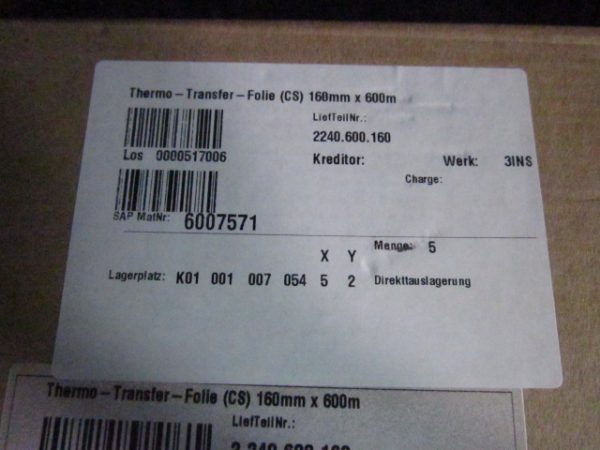 Thermo-Transfer-Folie (CS) 160mm x 600m
LiefTeilNr.:
2240.600.160
Los 0000517006
Kreditor: Werk: 3INS
Charge:
SAP MatNr: 6007571
Menge: 5
X Y
Lagerplatz: K01 001 007 054 5 2 Direkttauslagerung
Thermo-Transfer-Folie (CS) 160mm x 600m
LiefTeilNr.: